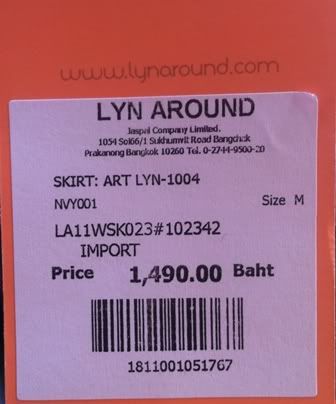 www.lynaround.com
LYN AROUND
Jaspal Company Limited.
1054 Soi66/1 Sukhumvit Road Bangchak
Prakanong Bangkok 10260 Tel. 0-2744-9500-20
SKIRT: ART LYN-1004
NVY001 Size M
LA11WSK023#102342
IMPORT
Price 1,490.00 Baht
1811001051767